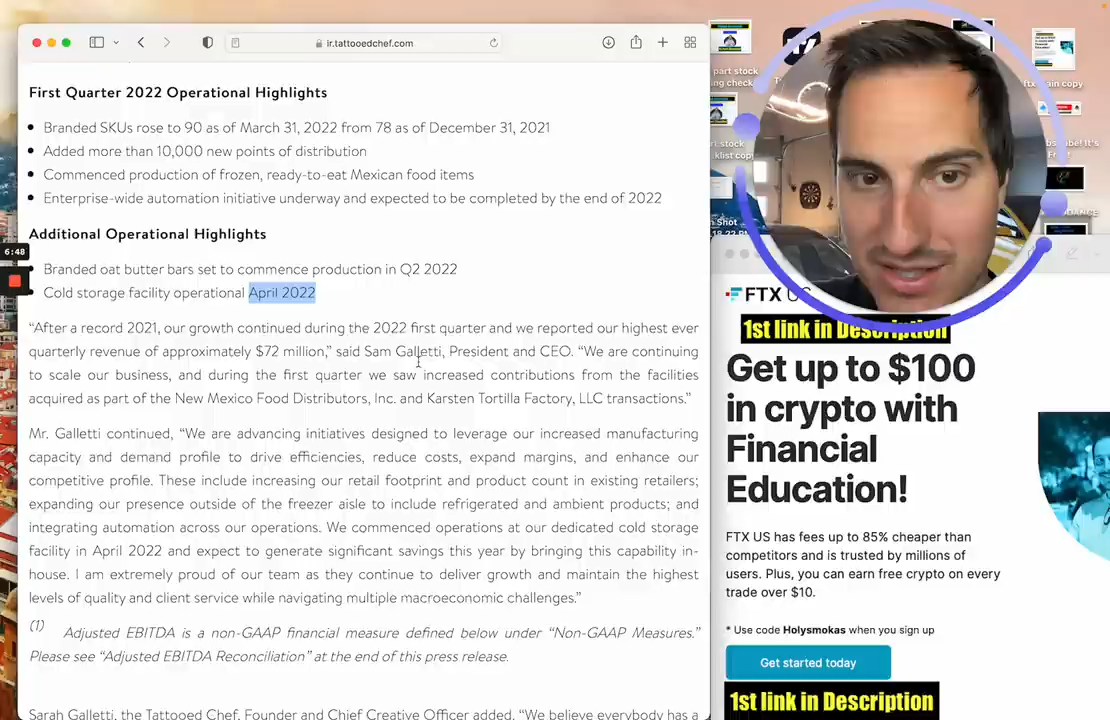 ir.tattooedchef.com
First Quarter 2022 Operational Highlights
Branded SKUs rose to 90 as of March 31, 2022 from 78 as of December 31, 2021
Added more than 10,000 new points of distribution
Commenced production of frozen, ready-to-eat Mexican food items
Enterprise-wide automation initiative underway and expected to be completed by the end of 2022
Additional Operational Highlights
6:48
Branded oat butter bars set to commence production in Q2 2022
Cold storage facility operational April 2022
“After a record 2021, our growth continued during the 2022 first quarter and we reported our highest ever
quarterly revenue of approximately $72 million,” said Sam Galletti, President and CEO. “We are continuing
to scale our business, and during the first quarter we saw increased contributions from the facilities
acquired as part of the New Mexico Food Distributors, Inc. and Karsten Tortilla Factory, LLC transactions.”
Mr. Galletti continued, “We are advancing initiatives designed to leverage our increased manufacturing
capacity and demand profile to drive efficiencies, reduce costs, expand margins, and enhance our
competitive profile. These include increasing our retail footprint and product count in existing retailers;
expanding our presence outside of the freezer aisle to include refrigerated and ambient products; and
integrating automation across our operations. We commenced operations at our dedicated cold storage
facility in April 2022 and expect to generate significant savings this year by bringing this capability in-
house. I am extremely proud of our team as they continue to deliver growth and maintain the highest
levels of quality and client service while navigating multiple macroeconomic challenges.”
(1) Adjusted EBITDA is a non-GAAP financial measure defined below under “Non-GAAP Measures.”
Please see “Adjusted EBITDA Reconciliation” at the end of this press release.
Sarah Galletti, the Tattooed Chef, Founder and Chief Creative Officer added, “We believe everybody has a
part stock
FTX US
1st link in Description
Get up to $100
in crypto with
Financial
Education!
FTX US has fees up to 85% cheaper than
competitors and is trusted by millions of
users. Plus, you can earn free crypto on every
trade over $10.
* Use code Holysmokas when you sign up
Get started today
1st link in Description